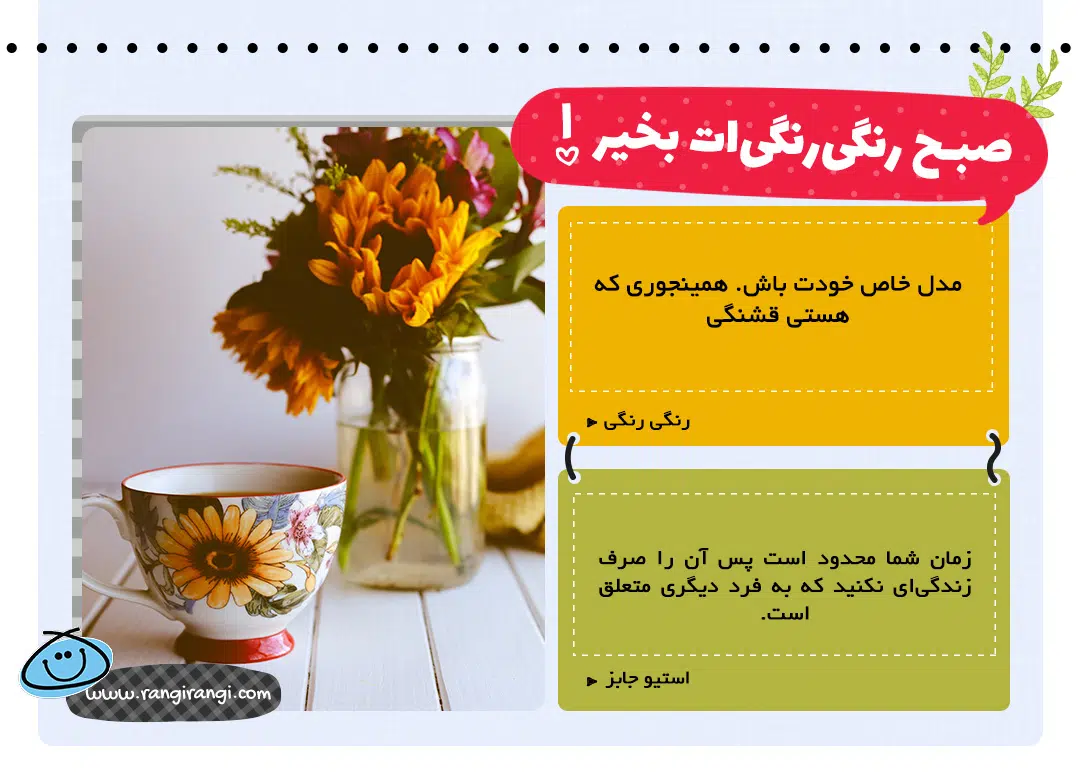 صبح رنگی‌رنگی‌ات بخیر !
مدل خاص خودت باش. همینجوری که
هستی قشنگی
رنگی رنگی
زمان شما محدود است پس آن را صرف
زندگی‌ای نکنید که به فرد دیگری متعلق
است.
استیو جابز
www.rangirangi.com